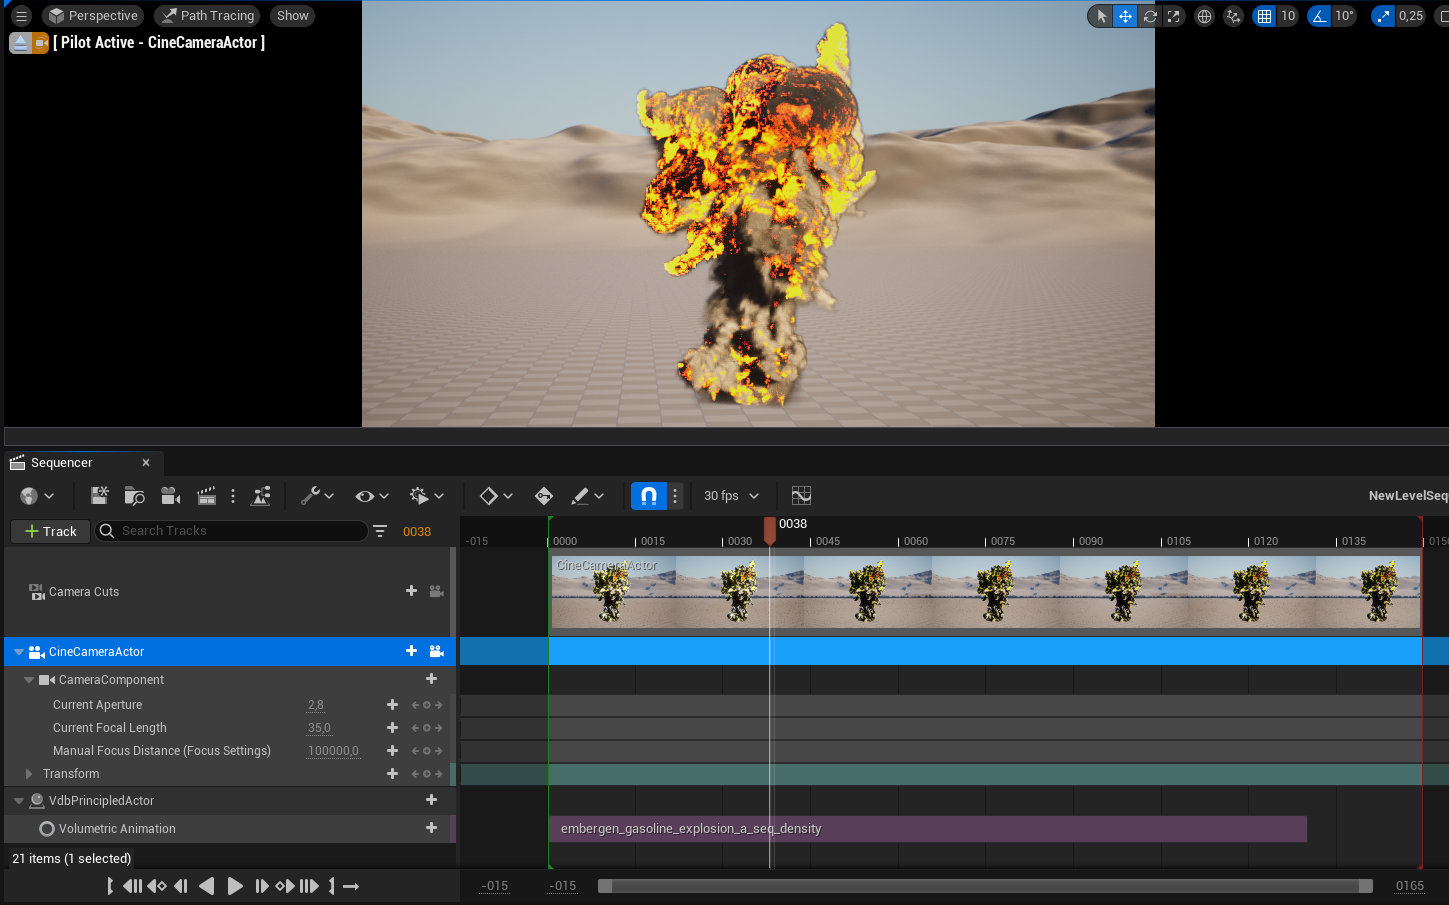 Perspective Path Tracing Show 10 10° 0,25
[ Pilot Active - CineCameraActor ]
Sequencer
30 fps NewLevelSeq
Track Search Tracks 0038
0038
-015 0000 0015 0030 0045 0060 0075 0090 0105 0120 0135 0150
CineCameraActor
Camera Cuts
CineCameraActor
CameraComponent
Current Aperture 2,8
Current Focal Length 35,0
Manual Focus Distance (Focus Settings) 100000,0
Transform
VdbPrincipledActor
Volumetric Animation embergen_gasoline_explosion_a_seq_density
21 items (1 selected)
-015 -015 0165